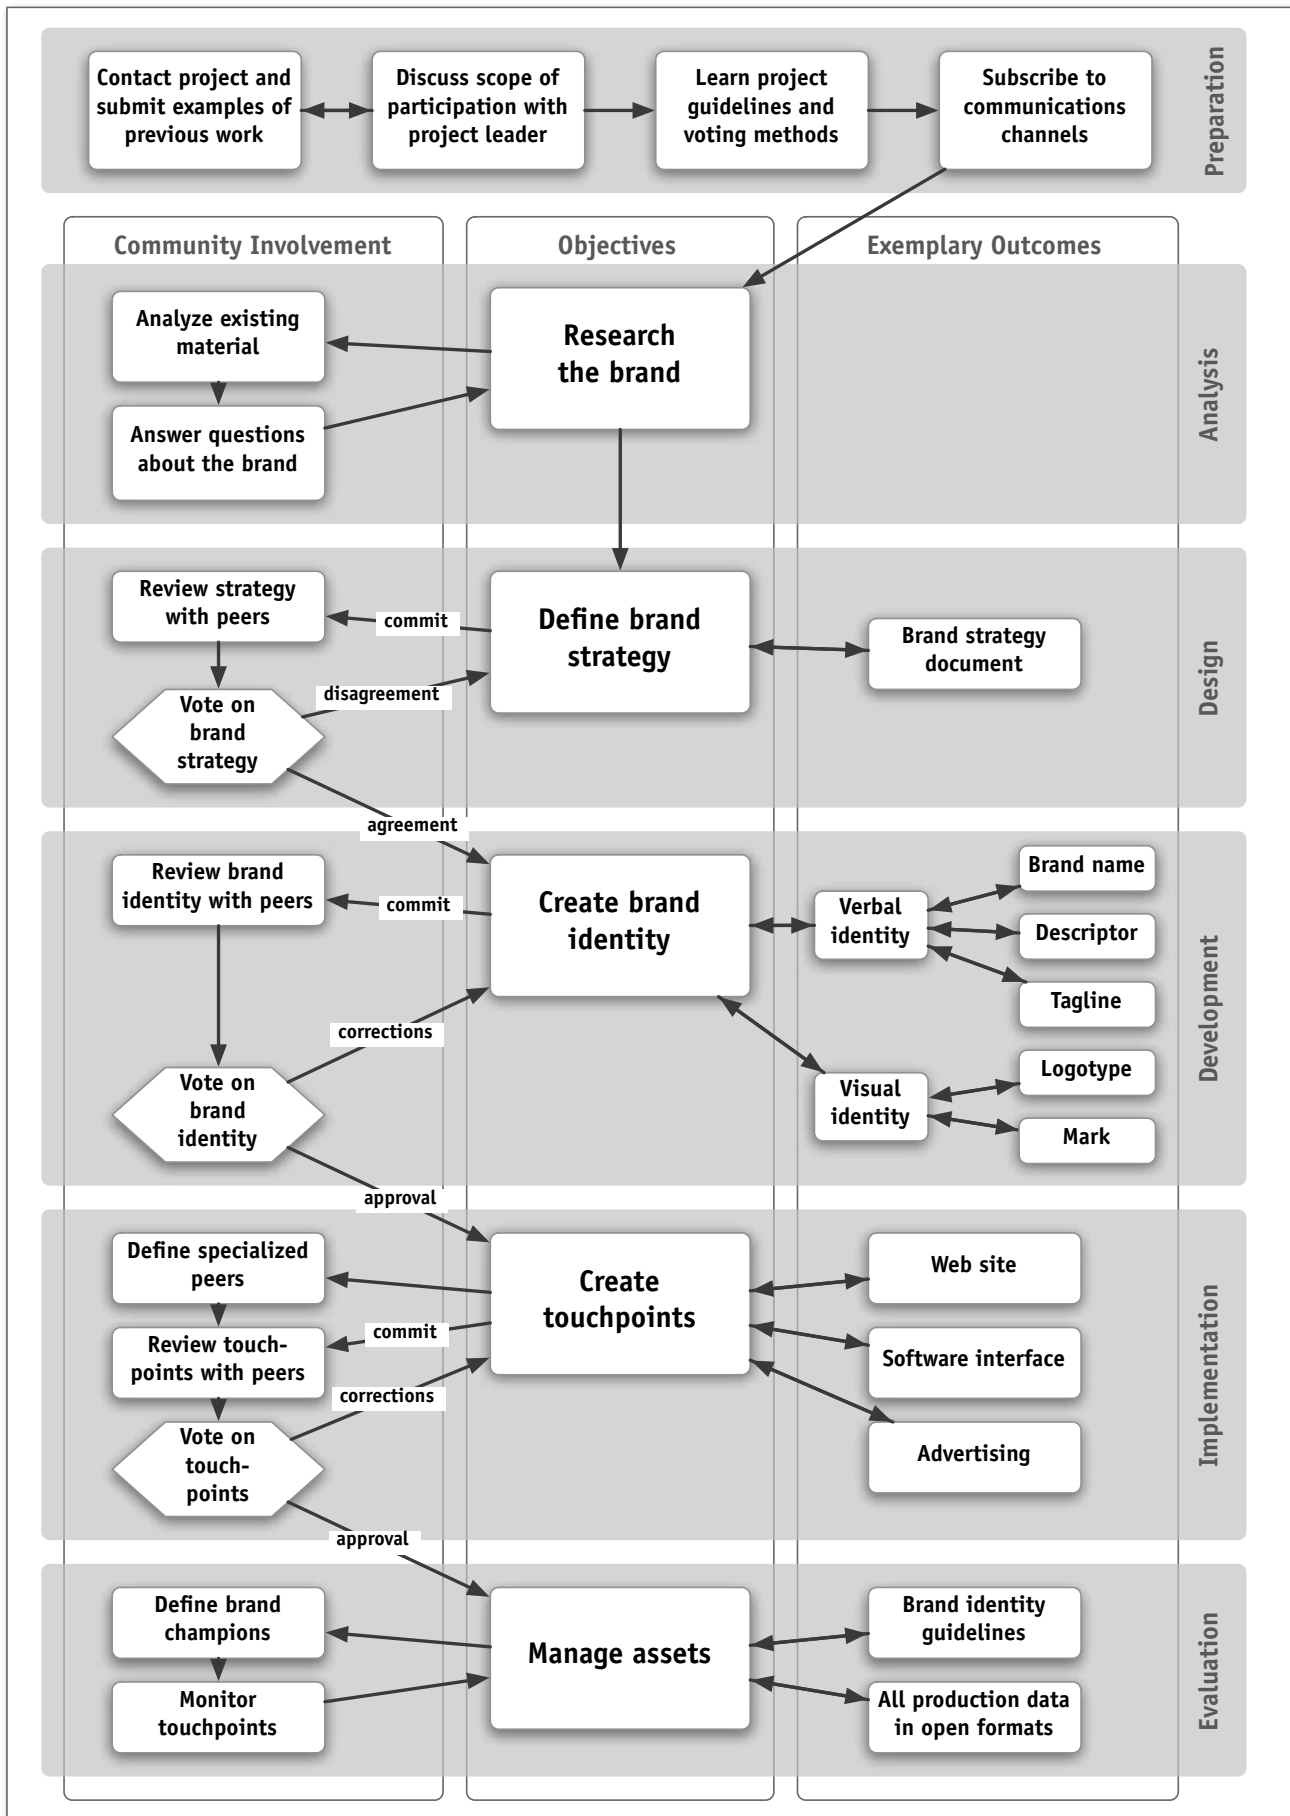 Contact project and
submit examples of
previous work
Discuss scope of
participation with
project leader
Learn project
guidelines and
voting methods
Subscribe to
communications
channels
Preparation
Community Involvement
Objectives
Exemplary Outcomes
Analyze existing
material
Answer questions
about the brand
Research
the brand
Analysis
Review strategy
with peers
commit
Define brand
strategy
Brand strategy
document
disagreement
Vote on
brand
strategy
Design
agreement
Review brand
identity with peers
commit
Create brand
identity
Verbal
identity
Brand name
Descriptor
Tagline
corrections
Vote on
brand
identity
Visual
identity
Logotype
Mark
Development
approval
Define specialized
peers
Create
touchpoints
Web site
commit
Review touch-
points with peers
Software interface
corrections
Vote on
touch-
points
Advertising
Implementation
approval
Define brand
champions
Manage assets
Brand identity
guidelines
Monitor
touchpoints
All production data
in open formats
Evaluation